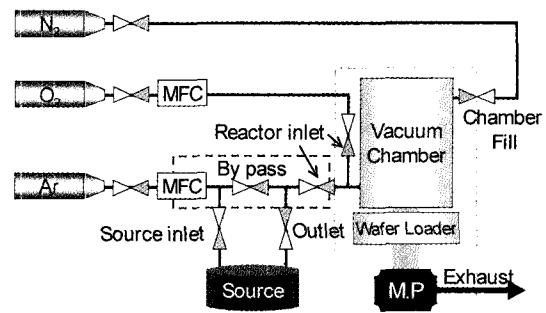 N₂
O₂
MFC
Reactor inlet
Vacuum
Chamber
Chamber
Fill
Ar
MFC
By pass
Source inlet
Outlet
Wafer Loader
Source
M.P
Exhaust